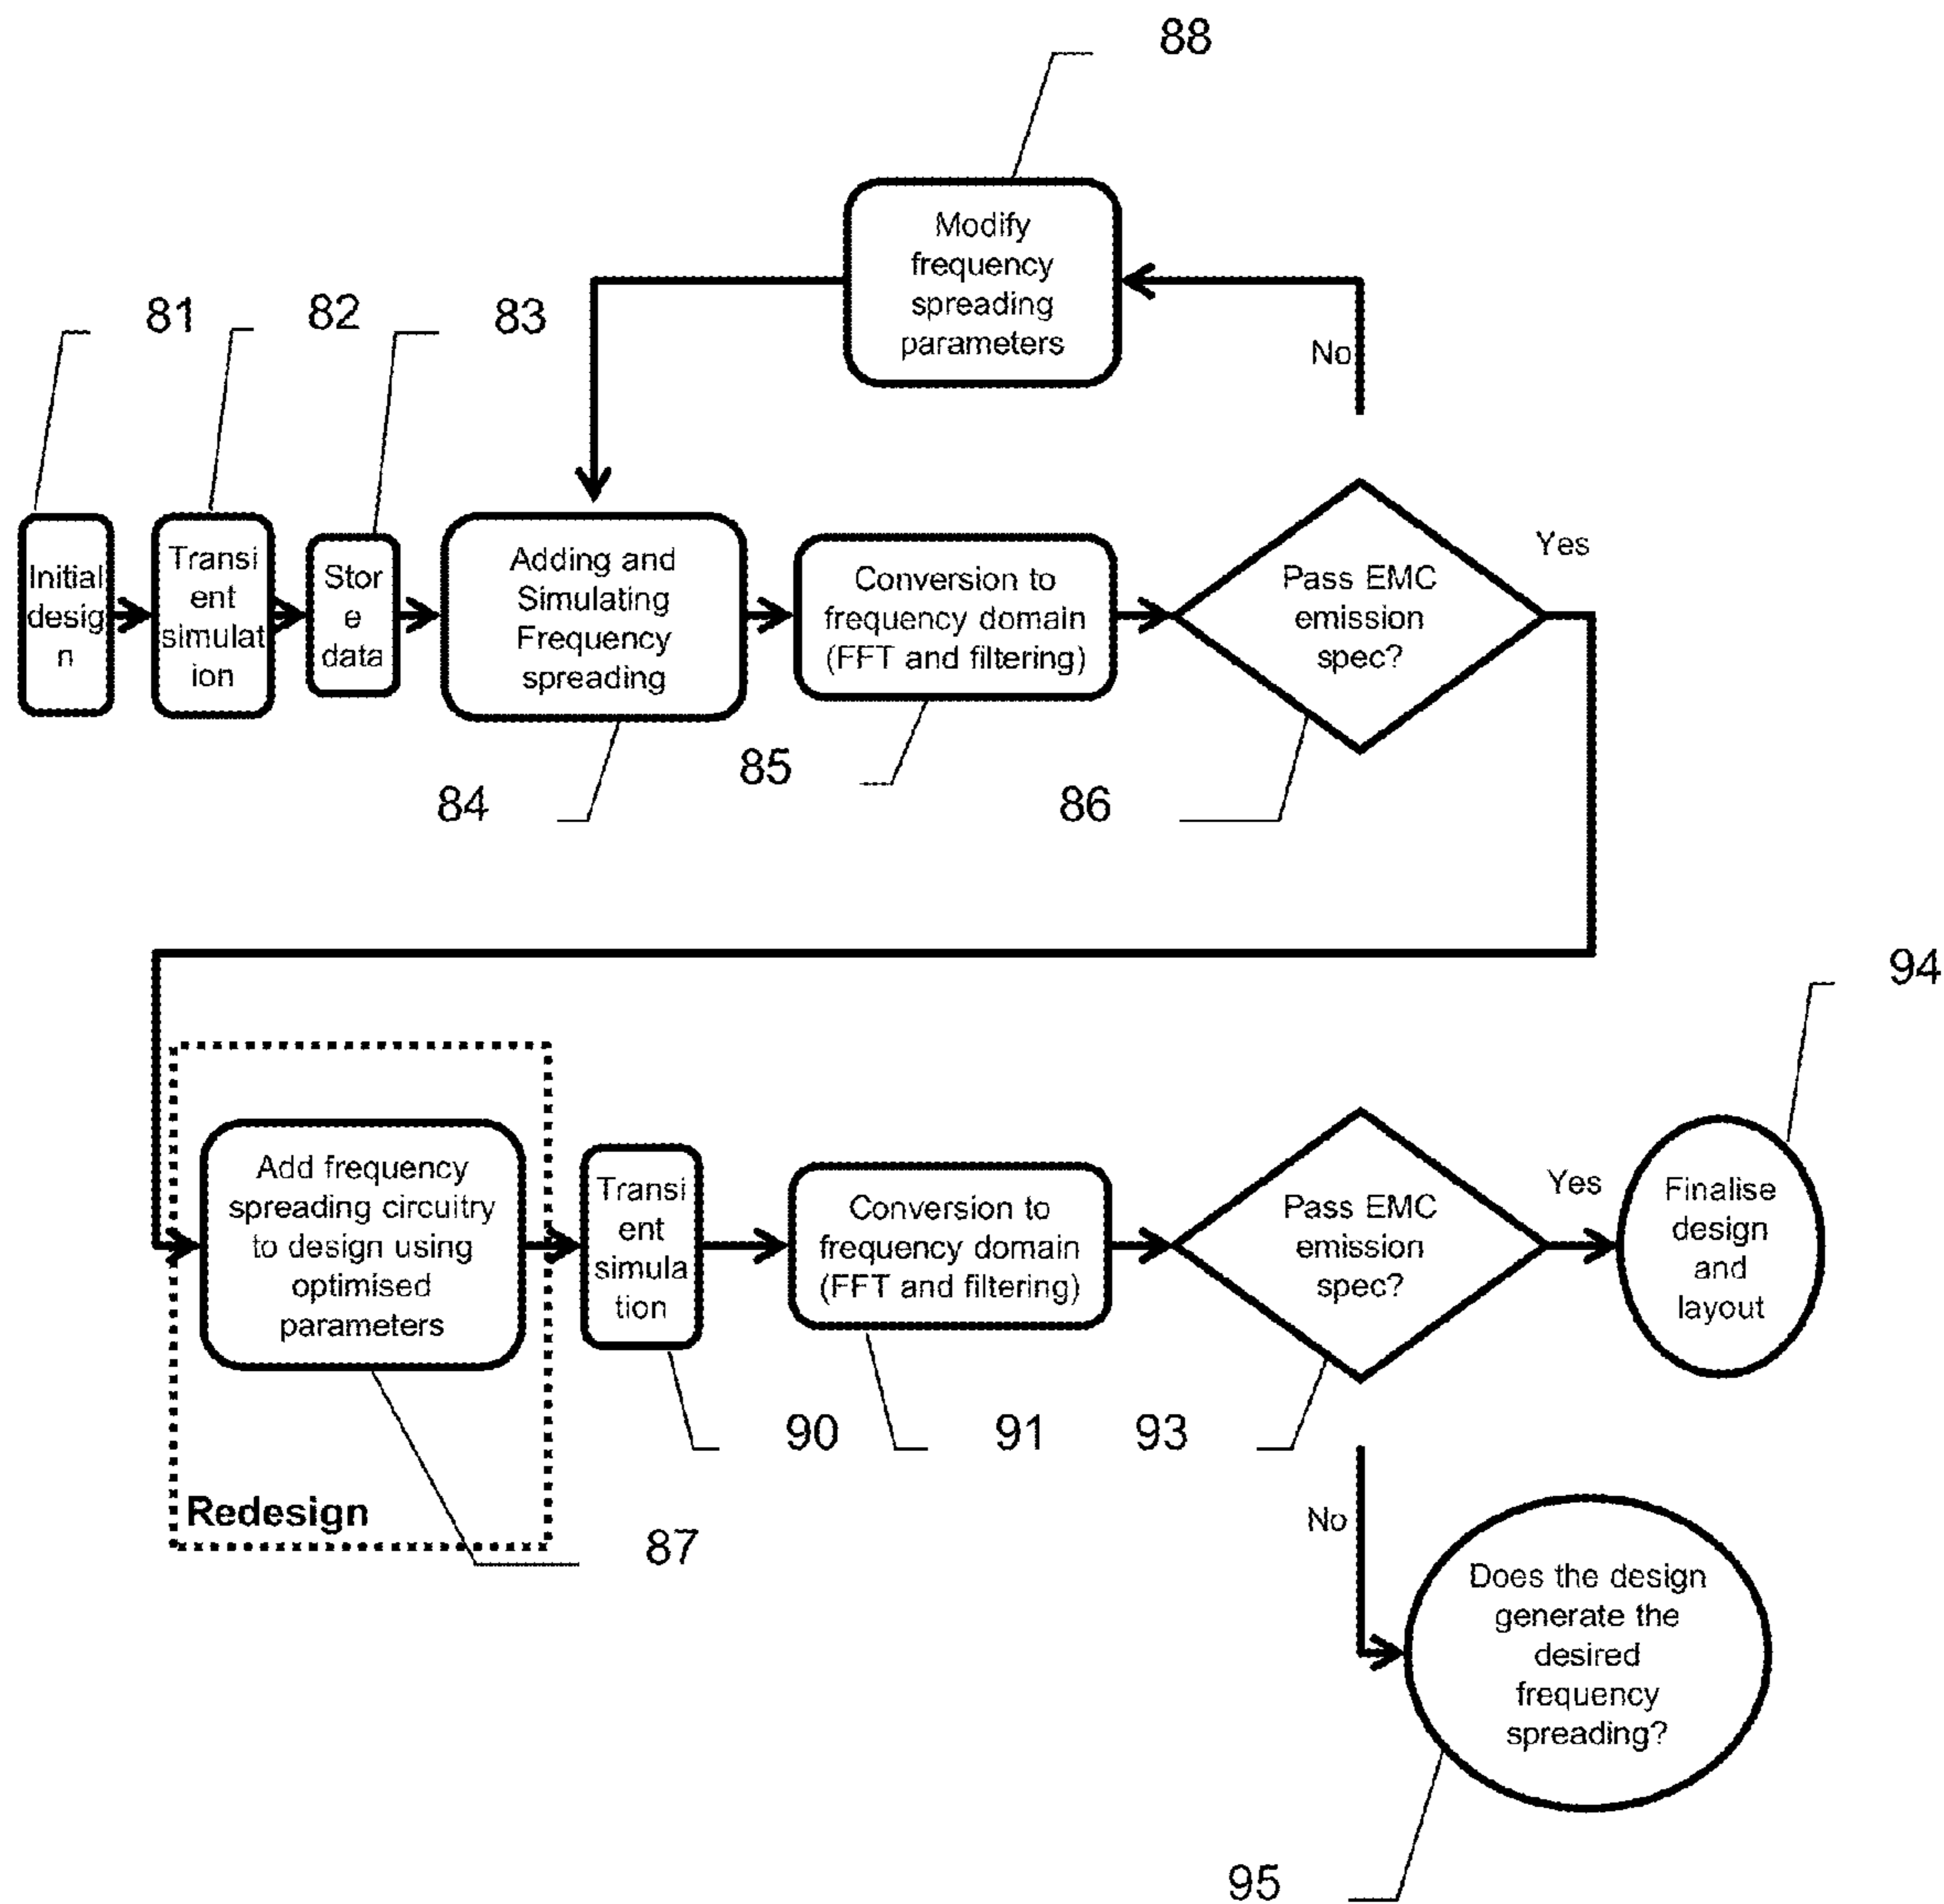 88
Modify
frequency
spreading
parameters
No
81
82
83
Initial
desig
n
Transi
ent
simulat
ion
Stor
e
data
Adding and
Simulating
Frequency
spreading
Conversion to
frequency domain
(FFT and filtering)
Pass EMC
emission
spec?
Yes
84
85
86
94
Add frequency
spreading circuitry
to design using
optimised
parameters
Redesign
Transi
ent
simula
tion
Conversion to
frequency domain
(FFT and filtering)
Pass EMC
emission
spec?
Yes
Finalise
design
and
layout
90
91
93
87
No
Does the design
generate the
desired
frequency
spreading?
95